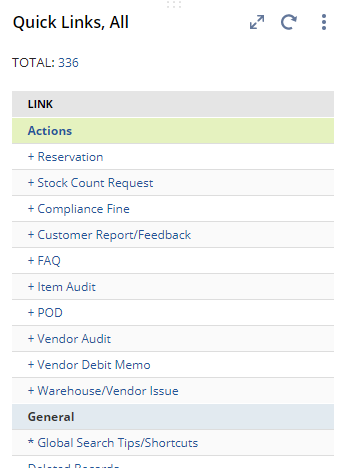 Quick Links, All
TOTAL: 336
LINK
Actions
+ Reservation
+ Stock Count Request
+ Compliance Fine
+ Customer Report/Feedback
+ FAQ
+ Item Audit
+ POD
+ Vendor Audit
+ Vendor Debit Memo
+ Warehouse/Vendor Issue
General
* Global Search Tips/Shortcuts
Deleted Records